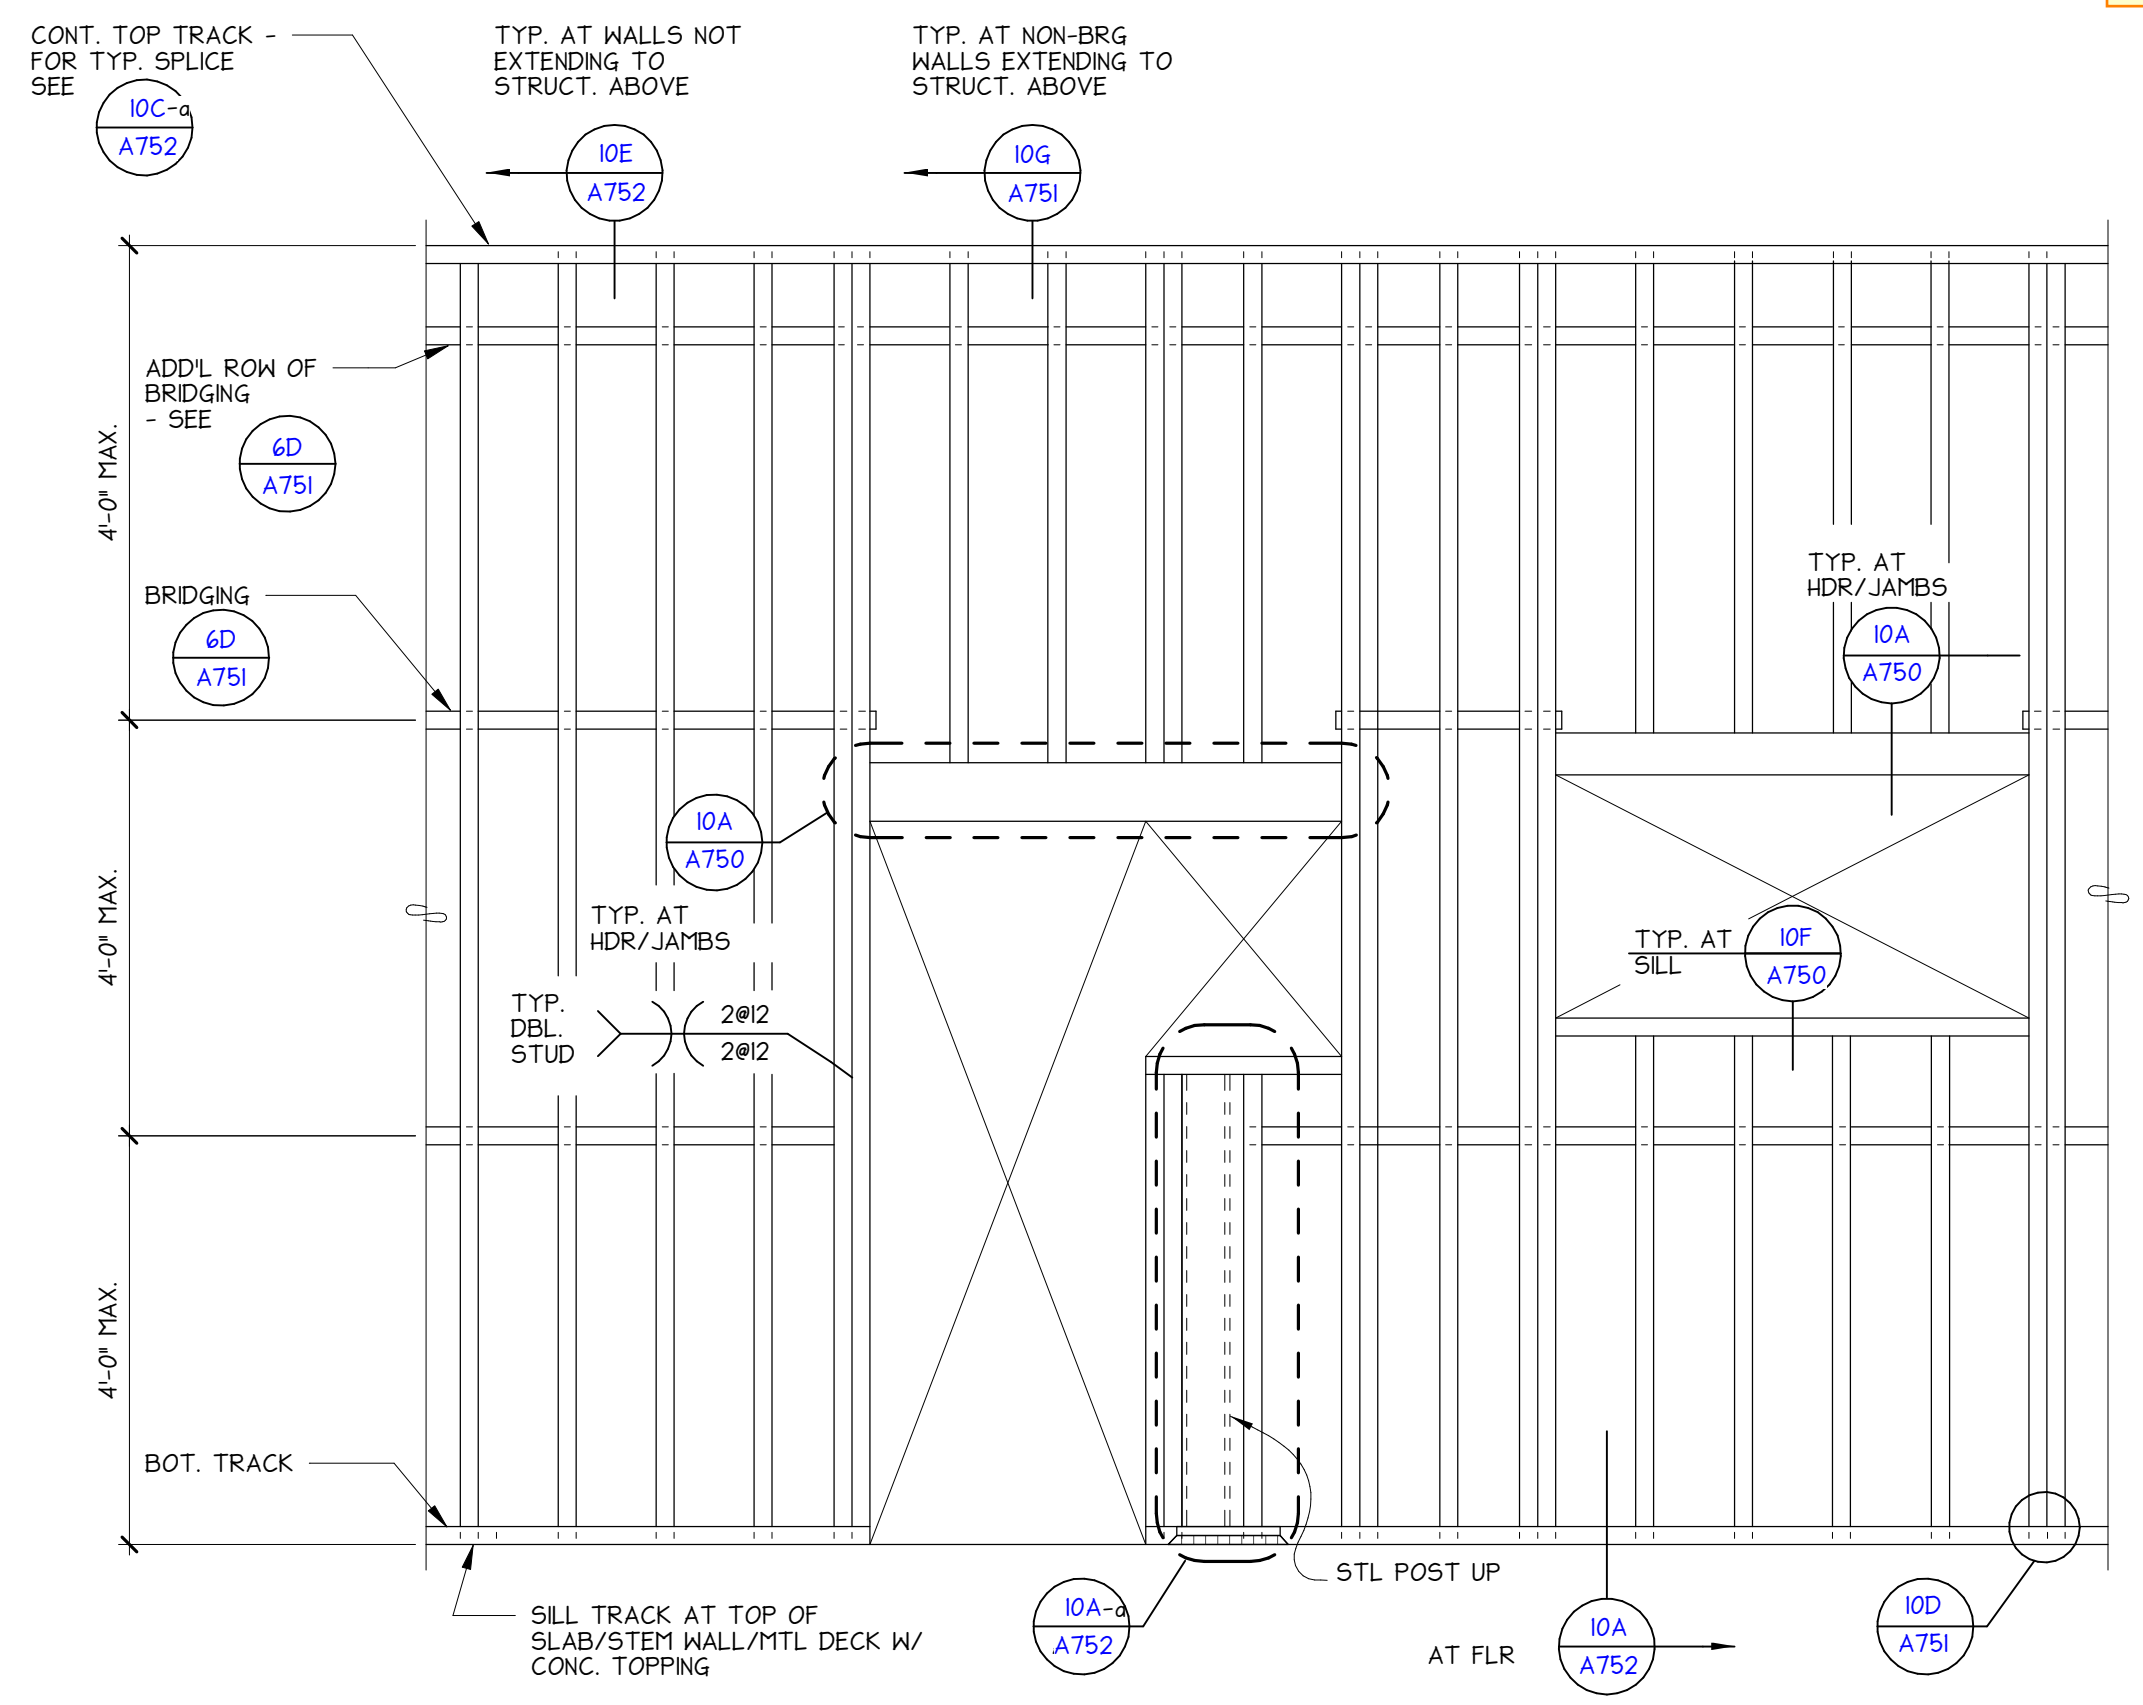 CONT. TOP TRACK -
FOR TYP. SPLICE
SEE
10C-a
A752
TYP. AT WALLS NOT
EXTENDING TO
STRUCT. ABOVE
10E
A752
TYP. AT NON-BRG
WALLS EXTENDING TO
STRUCT. ABOVE
10G
A751
ADD'L ROW OF
BRIDGING
- SEE
6D
A751
4'-0" MAX.
BRIDGING
6D
A751
TYP. AT
HDR/JAMBS
10A
A750
10A
A750
TYP. AT
HDR/JAMBS
4'-0" MAX.
TYP. AT
SILL
10F
A750
TYP.
DBL.
STUD
2@12
2@12
4'-0" MAX.
BOT. TRACK
STL POST UP
SILL TRACK AT TOP OF
SLAB/STEM WALL/MTL DECK W/
CONC. TOPPING
10A-a
A752
AT FLR
10A
A752
10D
A751